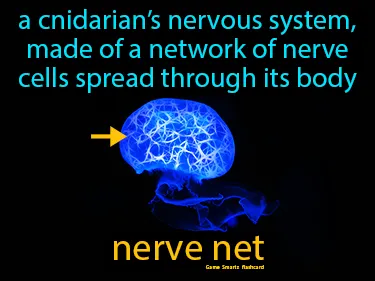 a cnidarian’s nervous system,
made of a network of nerve
cells spread through its body
nerve net
Game Smartz flashcard